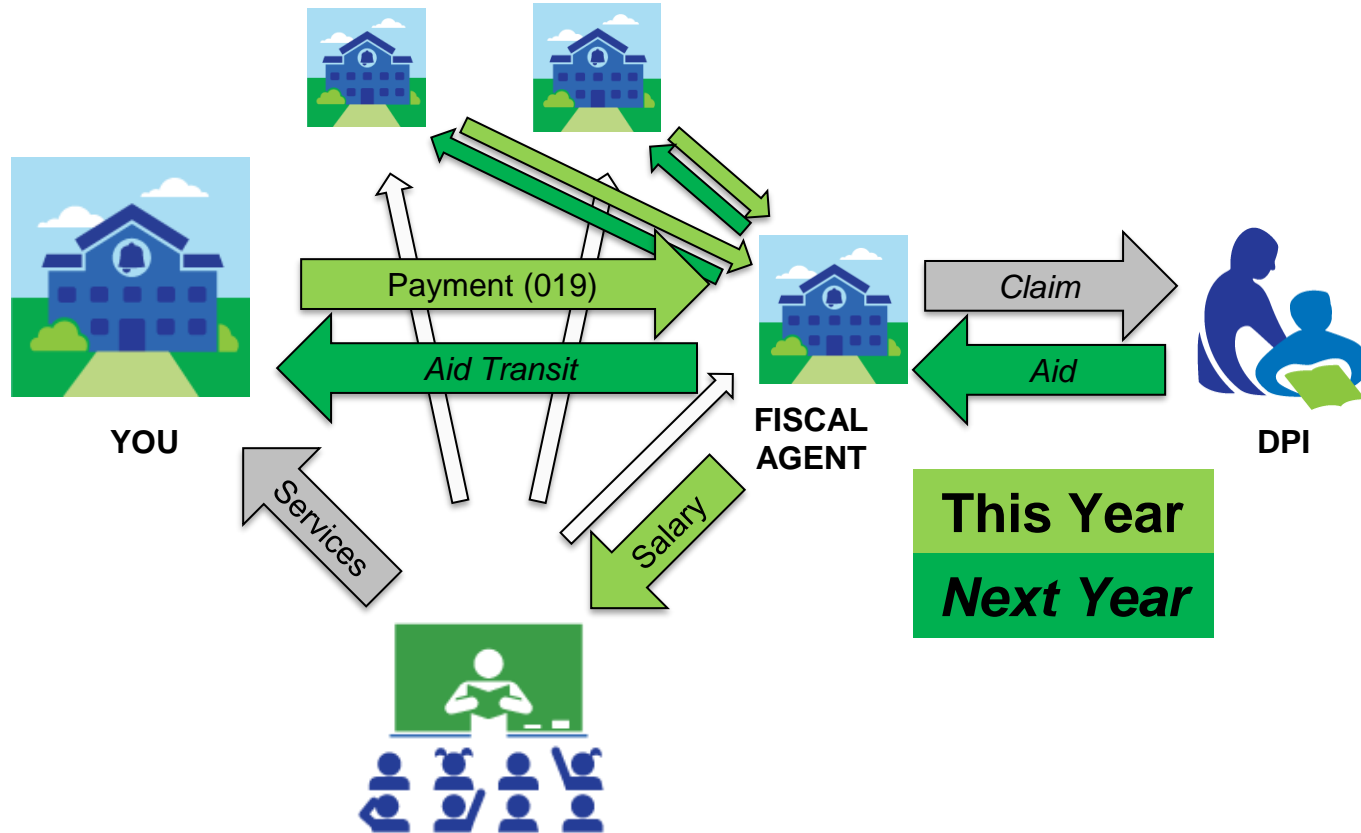 Payment (019)
Claim
Aid Transit
Aid
YOU
FISCAL
AGENT
DPI
Services
Salary
This Year
Next Year